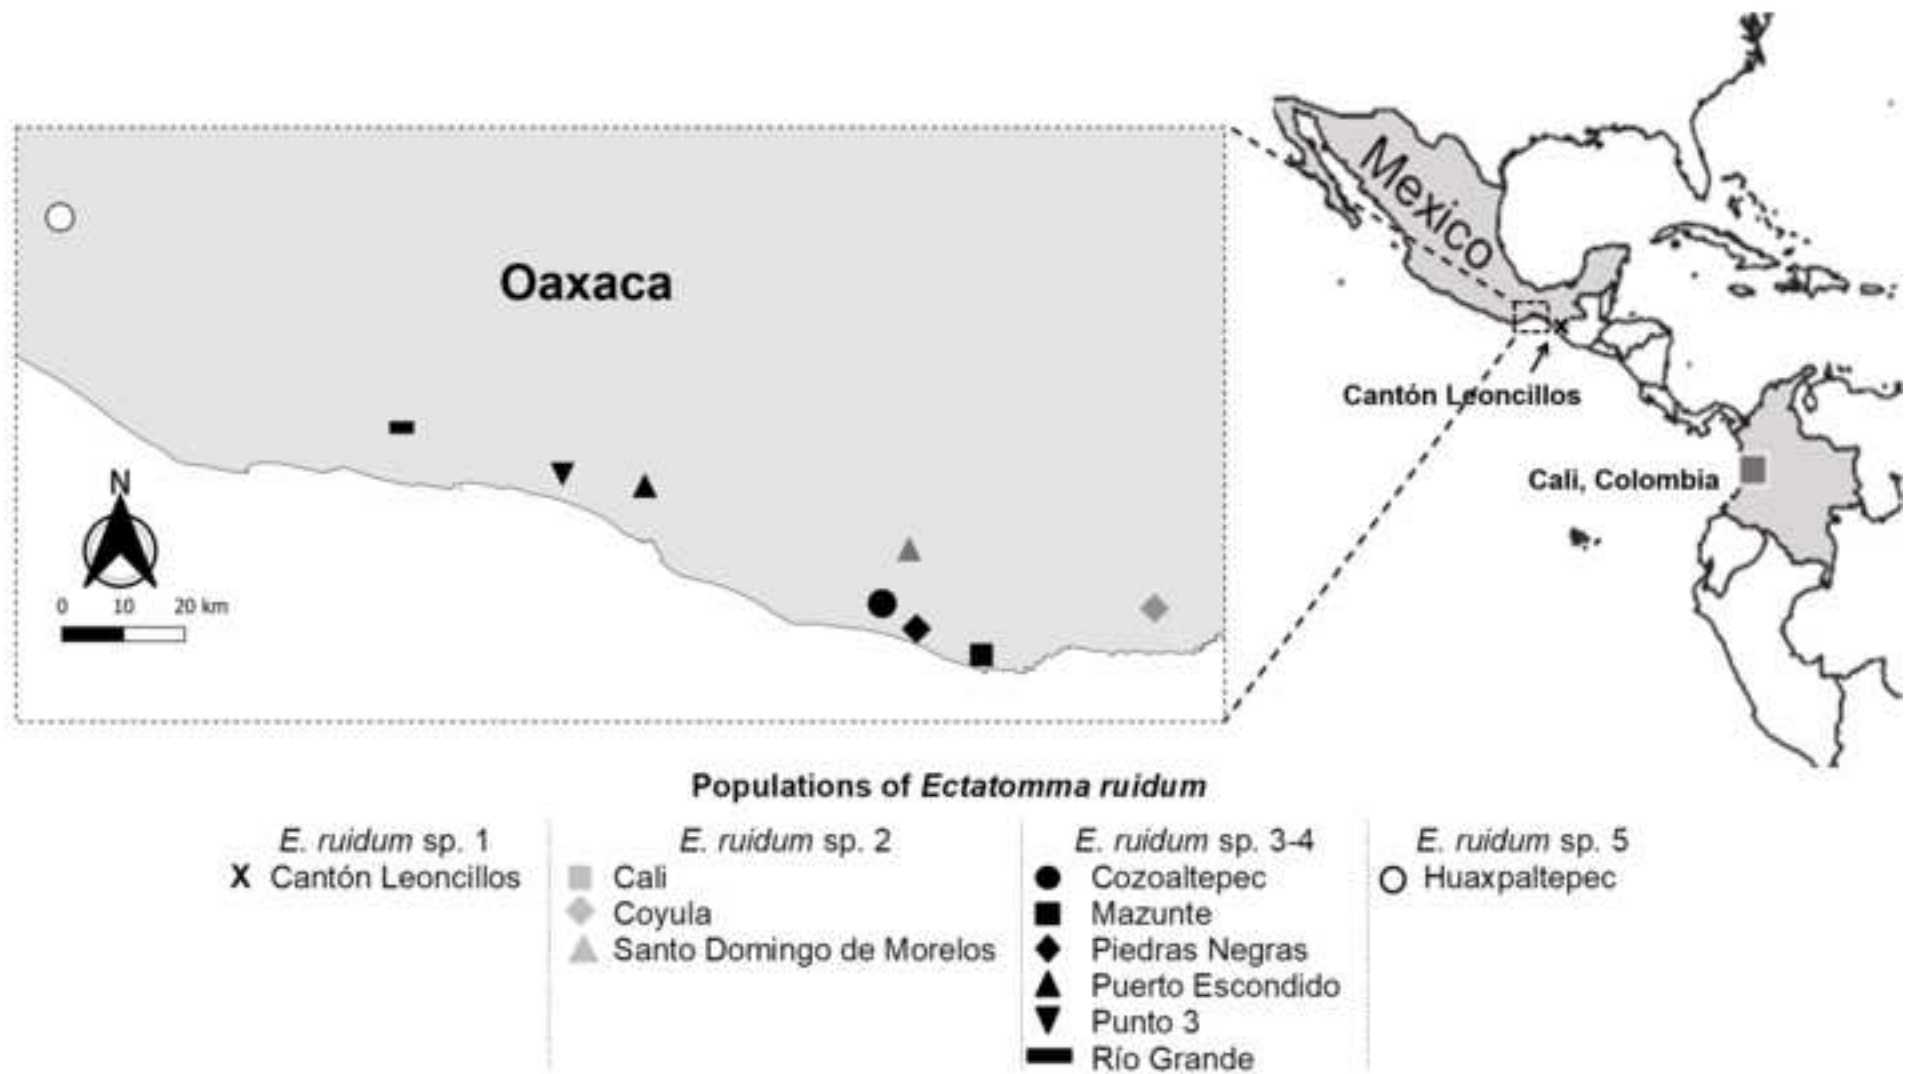 Mexico
Oaxaca
Cantón Leoncillos
Cali, Colombia
N
0 10 20 km
Populations of Ectatomma ruidum
E. ruidum sp. 1
X Cantón Leoncillos
E. ruidum sp. 2
Cali
Coyula
Santo Domingo de Morelos
E. ruidum sp. 3-4
Cozoaltepec
Mazunte
Piedras Negras
Puerto Escondido
Punto 3
Río Grande
E. ruidum sp. 5
Huaxpaltepec